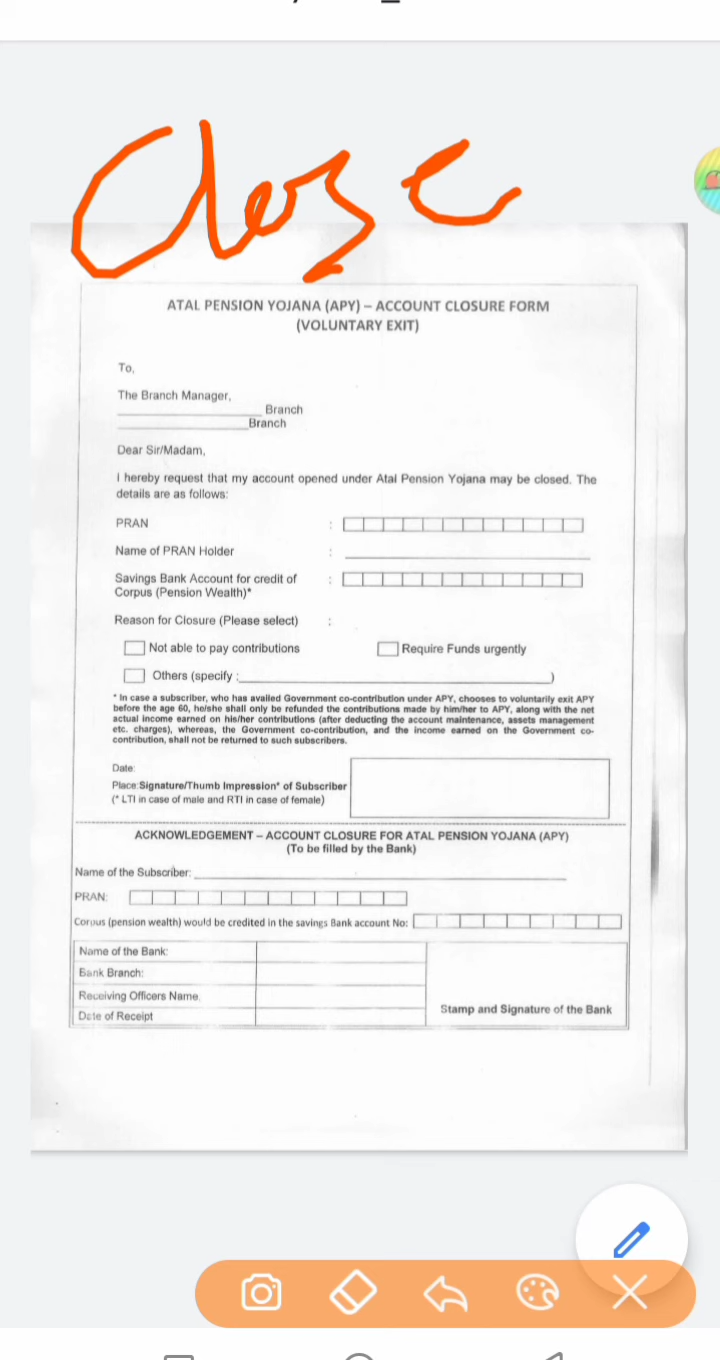 Close
ATAL PENSION YOJANA (APY) – ACCOUNT CLOSURE FORM
(VOLUNTARY EXIT)
To,
The Branch Manager,
____________________ Branch
____________________Branch
Dear Sir/Madam,
I hereby request that my account opened under Atal Pension Yojana may be closed. The
details are as follows:
PRAN :
Name of PRAN Holder :
Savings Bank Account for credit of :
Corpus (Pension Wealth)*
Reason for Closure (Please select) :
Not able to pay contributions Require Funds urgently
Others (specify :____________________)
* In case a subscriber, who has availed Government co-contribution under APY, chooses to voluntarily exit APY
before the age 60, he/she shall only be refunded the contributions made by him/her to APY, along with the net
actual income earned on his/her contributions (after deducting the account maintenance, assets management
etc. charges), whereas, the Government co-contribution, and the income earned on the Government co-
contribution, shall not be returned to such subscribers.
Date:
Place:Signature/Thumb Impression* of Subscriber
(* LTI in case of male and RTI in case of female)
ACKNOWLEDGEMENT – ACCOUNT CLOSURE FOR ATAL PENSION YOJANA (APY)
(To be filled by the Bank)
Name of the Subscriber:
PRAN:
Corpus (pension wealth) would be credited in the savings Bank account No:
Name of the Bank:
Bank Branch:
Receiving Officers Name.
Date of Receipt
Stamp and Signature of the Bank